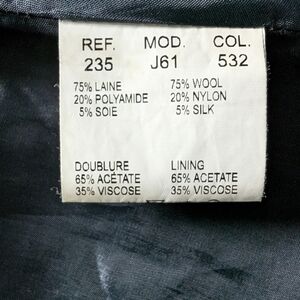 REF. MOD. COL.
235 J61 532
75% LAINE 75% WOOL
20% POLYAMIDE 20% NYLON
5% SOIE 5% SILK
DOUBLURE LINING
65% ACÉTATE 65% ACETATE
35% VISCOSE 35% VISCOSE